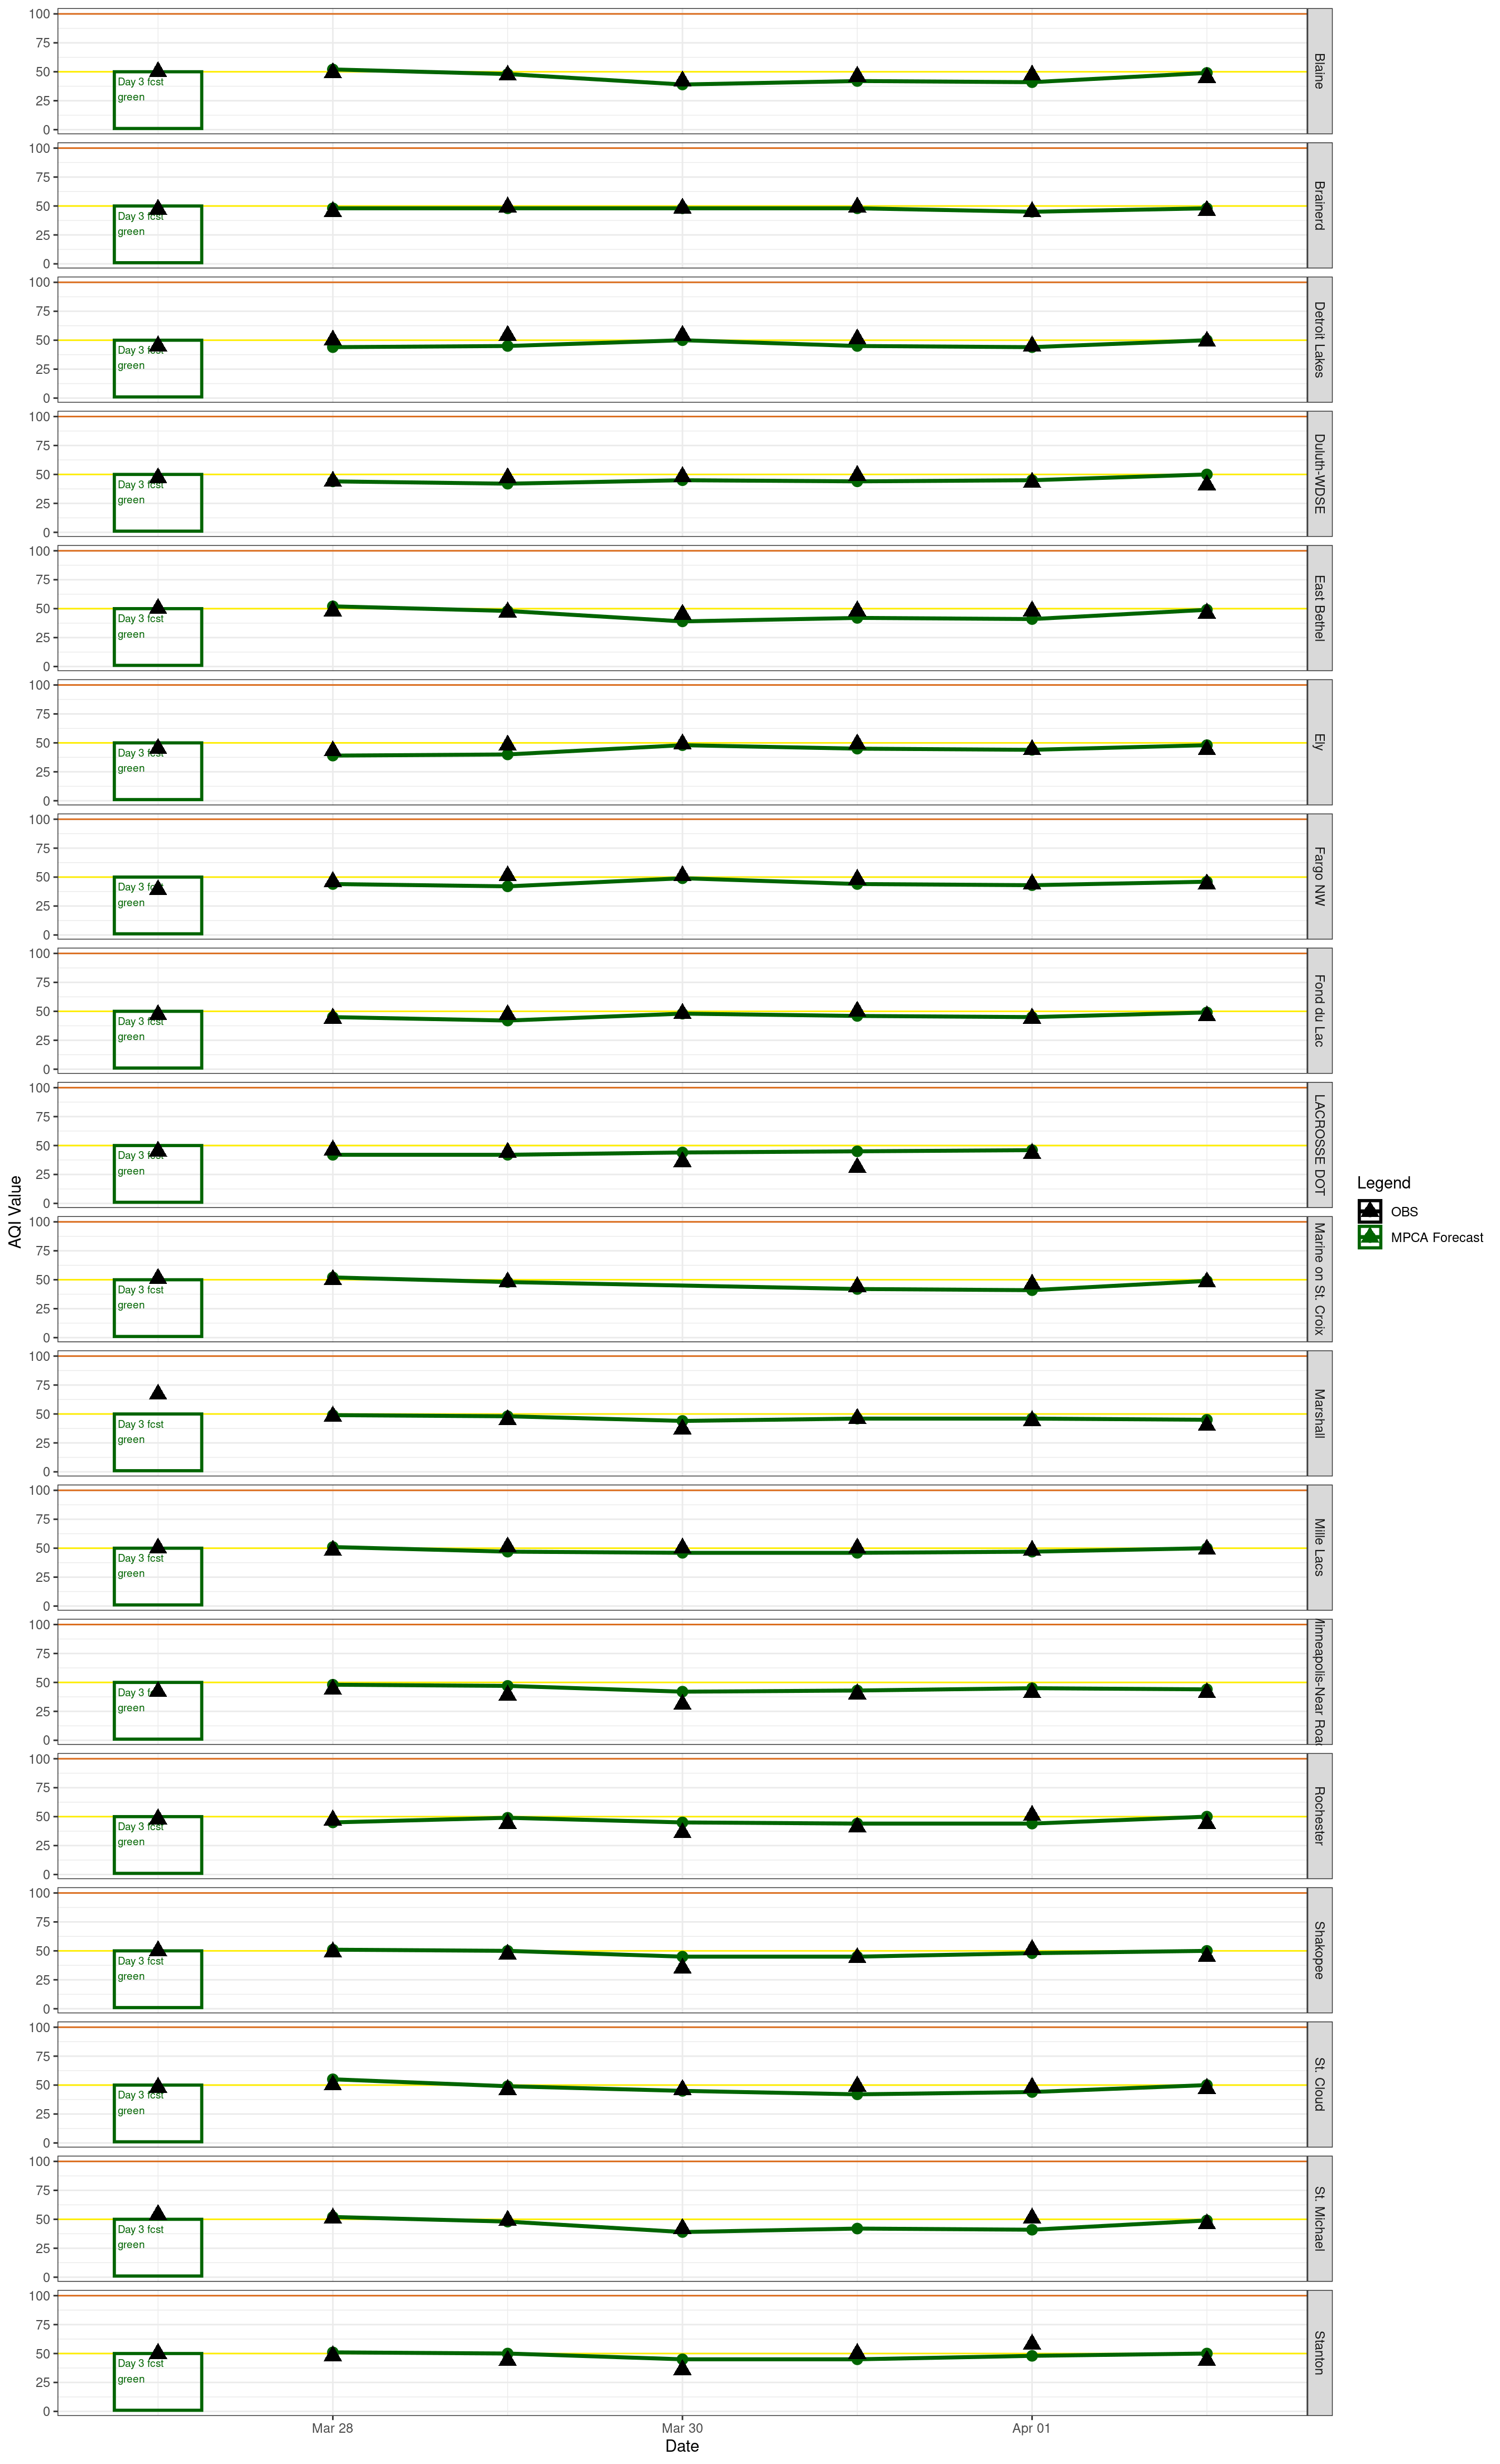 100
75
50
25
0
Day 3 fcst
green
Blaine
100
75
50
25
0
Day 3 fcst
green
Brainerd
100
75
50
25
0
Day 3 fcst
green
Detroit Lakes
100
75
50
25
0
Day 3 fcst
green
Duluth-WDSE
100
75
50
25
0
Day 3 fcst
green
East Bethel
100
75
50
25
0
Day 3 fcst
green
Ely
100
75
50
25
0
Day 3 fcst
green
Fargo NW
100
75
50
25
0
Day 3 fcst
green
Fond du Lac
100
75
50
25
0
Day 3 fcst
green
LACROSSE DOT
100
75
50
25
0
Day 3 fcst
green
Marine on St. Croix
100
75
50
25
0
Day 3 fcst
green
Marshall
100
75
50
25
0
Day 3 fcst
green
Mille Lacs
100
75
50
25
0
Day 3 fcst
green
Minneapolis-Near Road
100
75
50
25
0
Day 3 fcst
green
Rochester
100
75
50
25
0
Day 3 fcst
green
Shakopee
100
75
50
25
0
Day 3 fcst
green
St. Cloud
100
75
50
25
0
Day 3 fcst
green
St. Michael
100
75
50
25
0
Day 3 fcst
green
Stanton
Mar 28
Mar 30
Apr 01
Date
AQI Value
Legend
OBS
MPCA Forecast